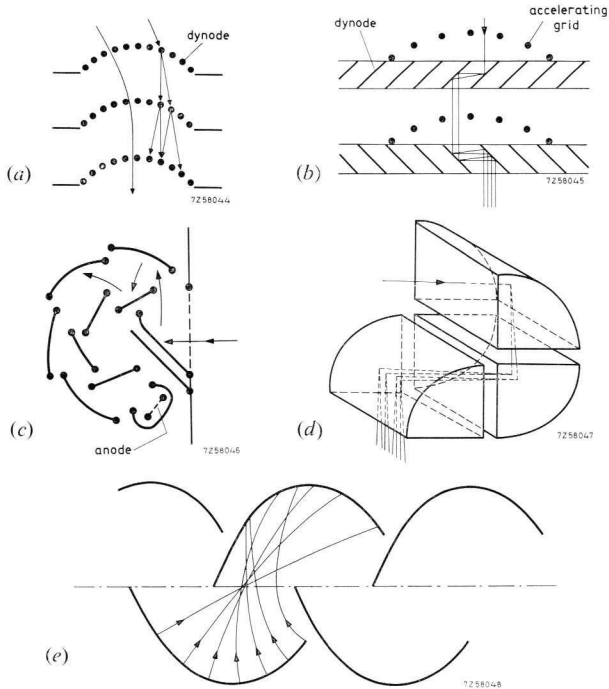 dynode
(a)
7Z58044
dynode
accelerating
grid
(b)
7Z58045
(c)
anode
7Z58046
(d)
7Z58047
(e)
7Z58048